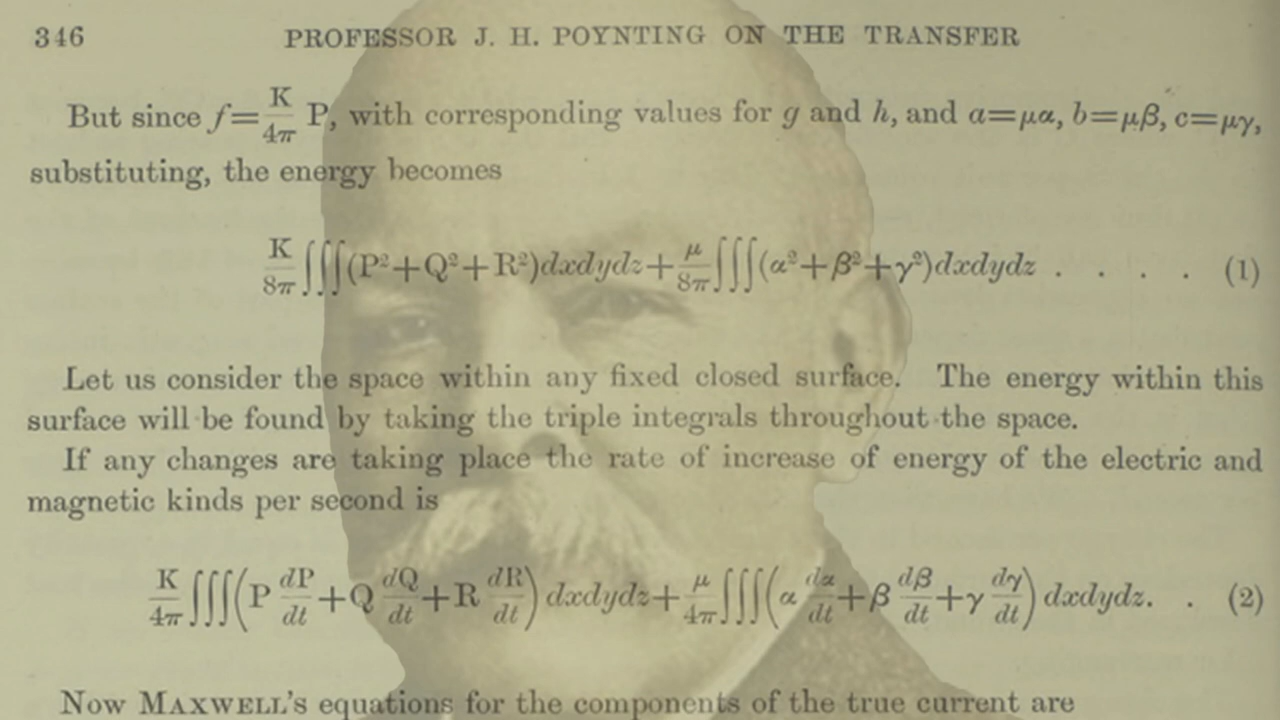 346 PROFESSOR J. H. POYNTING ON THE TRANSFER
But since f=K/4π P, with corresponding values for g and h, and a=μα, b=μβ, c=μγ,
substituting, the energy becomes
K/8π ∫∫∫(P²+Q²+R²)dxdydz+μ/8π ∫∫∫(α²+β²+γ²)dxdydz . . . . (1)
Let us consider the space within any fixed closed surface. The energy within this
surface will be found by taking the triple integrals throughout the space.
If any changes are taking place the rate of increase of energy of the electric and
magnetic kinds per second is
K/4π ∫∫∫(P dP/dt+Q dQ/dt+R dR/dt) dxdydz+μ/4π ∫∫∫(α dα/dt+β dβ/dt+γ dγ/dt) dxdydz. . (2)
Now MAXWELL'S equations for the components of the true current are